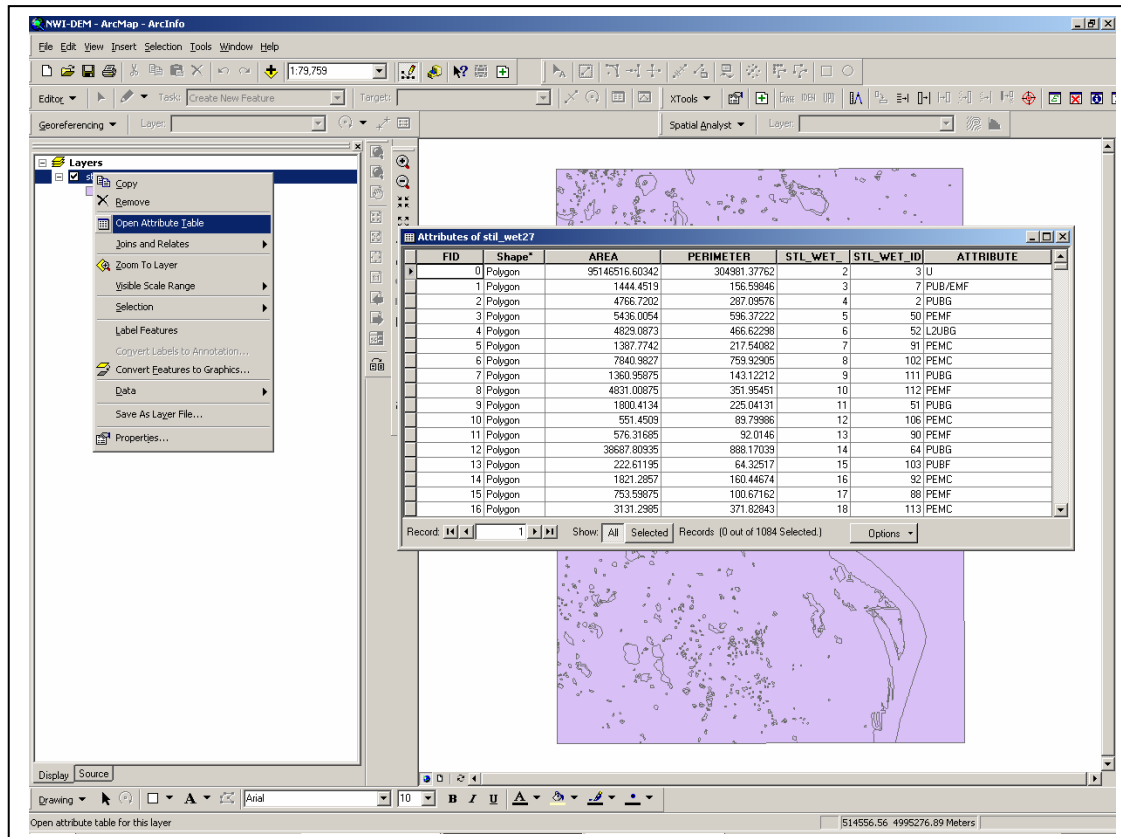 NWI-DEM - ArcMap - ArcInfo
File Edit View Insert Selection Tools Window Help
1:79,759
Editor Task: Create New Feature Target: XTools
Georeferencing Layer: Spatial Analyst Layer:
Layers
Copy
Remove
Open Attribute Table
Joins and Relates
Zoom To Layer
Visible Scale Range
Selection
Label Features
Convert Labels to Annotation...
Convert Features to Graphics...
Data
Save As Layer File...
Properties...
Attributes of stil_wet27
FID Shape* AREA PERIMETER STL_WET_ STL_WET_ID ATTRIBUTE
0 Polygon 95146516.60342 304981.37762 2 3 U
1 Polygon 1444.4519 156.59846 3 7 PUB/EMF
2 Polygon 4766.7202 287.09576 4 2 PUBG
3 Polygon 5436.0054 596.37222 5 50 PEMF
4 Polygon 4829.0873 466.62298 6 52 L2UBG
5 Polygon 1387.7742 217.54082 7 91 PEMC
6 Polygon 7840.9827 759.92905 8 102 PEMC
7 Polygon 1360.95875 143.12212 9 111 PUBG
8 Polygon 4831.00875 351.95451 10 112 PEMF
9 Polygon 1800.4134 225.04131 11 51 PUBG
10 Polygon 551.4509 89.79986 12 106 PEMC
11 Polygon 576.31685 92.0146 13 90 PEMF
12 Polygon 38687.80935 888.17039 14 64 PUBG
13 Polygon 222.61195 64.32517 15 103 PUBF
14 Polygon 1821.2857 160.44674 16 92 PEMC
15 Polygon 753.59875 100.67162 17 88 PEMF
16 Polygon 3131.2985 371.82843 18 113 PEMC
Record: 1 Show: All Selected Records (0 out of 1084 Selected.) Options
Display Source
Drawing A Arial 10 B I U A
Open attribute table for this layer 514556.56 4995276.89 Meters